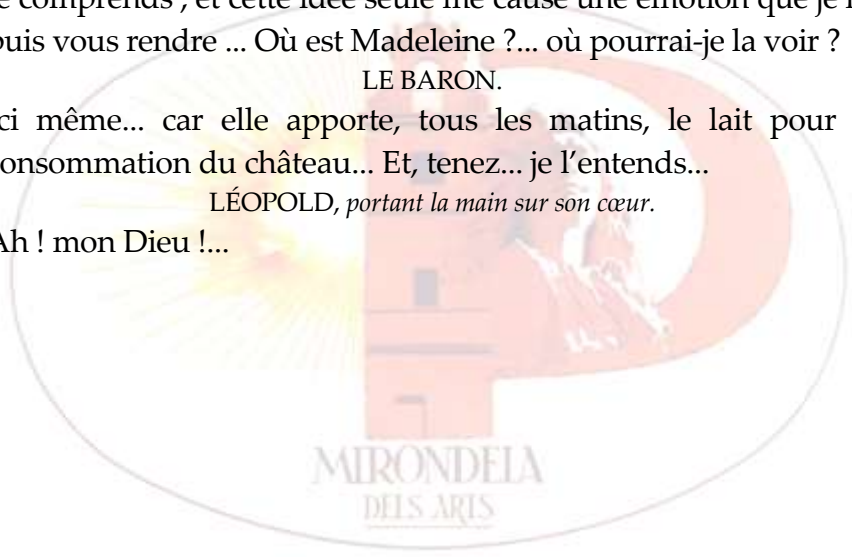 e comprends ; et cette idée seule me cause une émotion que je n
puis vous rendre ... Où est Madeleine ?... où pourrai-je la voir ?
LE BARON.
ci même... car elle apporte, tous les matins, le lait pour
onsommation du château... Et, tenez... je l'entends...
LÉOPOLD, portant la main sur son cœur.
Ah ! mon Dieu !...
MIRONDELA
DELS ARTS